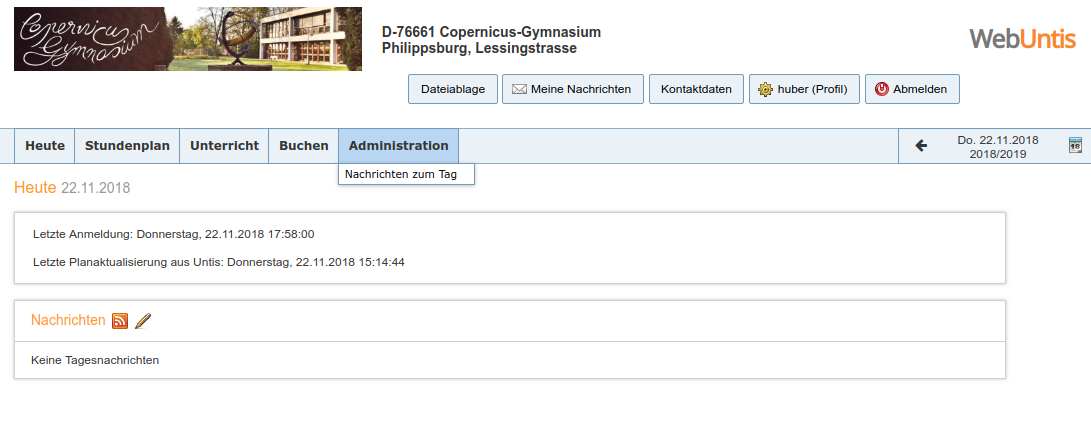 Copernicus
Gymnasium
D-76661 Copernicus-Gymnasium
Philippsburg, Lessingstrasse
WebUntis
Dateiablage
Meine Nachrichten
Kontaktdaten
huber (Profil)
Abmelden
Heute
Stundenplan
Unterricht
Buchen
Administration
Do. 22.11.2018
2018/2019
18
Nachrichten zum Tag
Heute 22.11.2018
Letzte Anmeldung: Donnerstag, 22.11.2018 17:58:00
Letzte Planaktualisierung aus Untis: Donnerstag, 22.11.2018 15:14:44
Nachrichten
Keine Tagesnachrichten